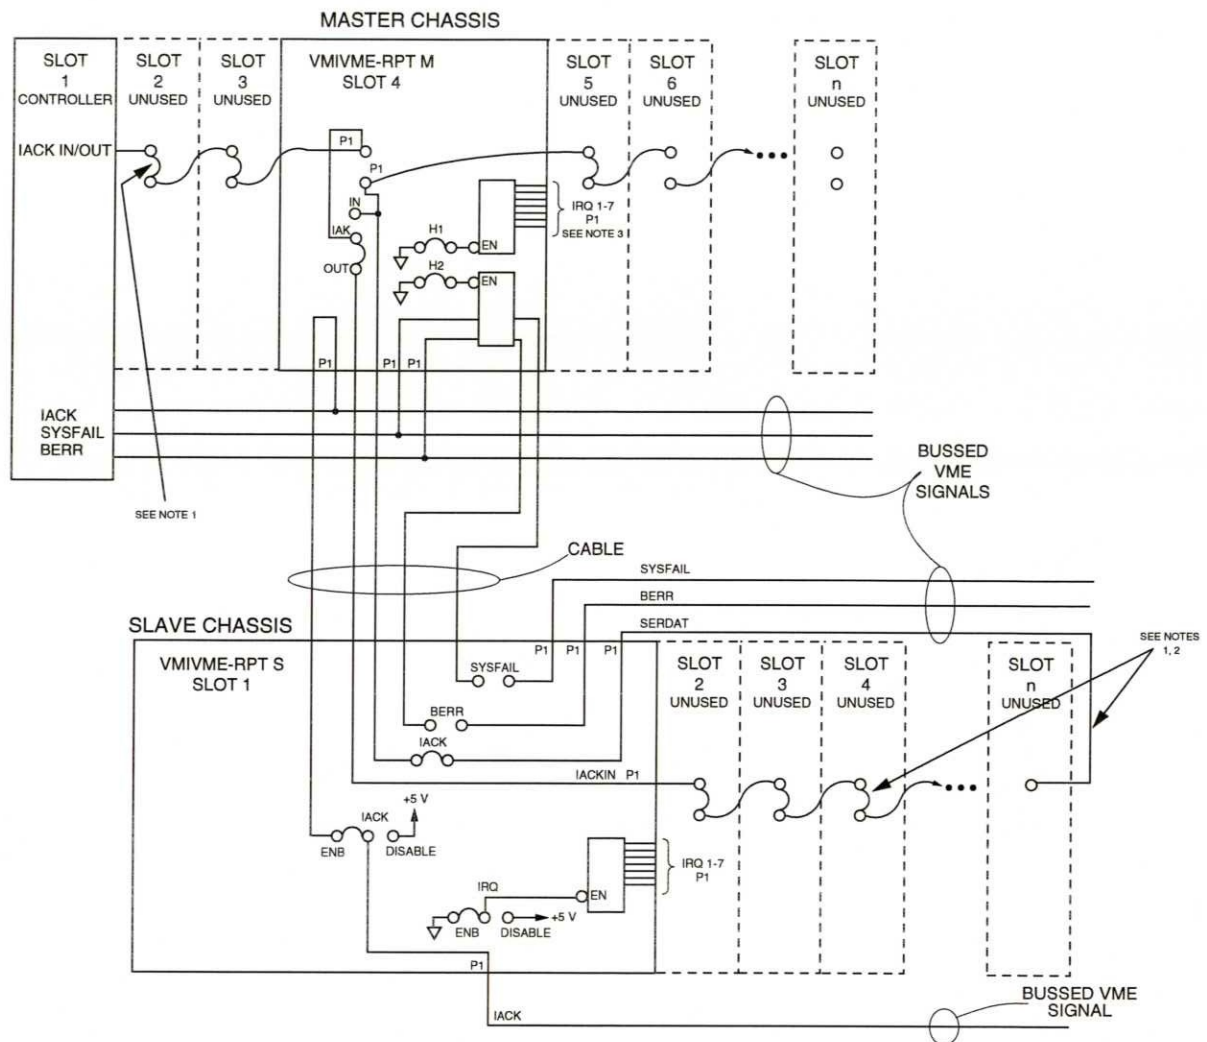 MASTER CHASSIS
SLOT
1
CONTROLLER
SLOT
2
UNUSED
SLOT
3
UNUSED
VMIVME-RPT M
SLOT 4
SLOT
5
UNUSED
SLOT
6
UNUSED
SLOT
n
UNUSED
IACK IN/OUT
P1
P1
IN
IAK
OUT
H1
EN
H2
EN
IRQ 1-7
P1
SEE NOTE 3
P1
P1
P1
IACK
SYSFAIL
BERR
SEE NOTE 1
BUSSED
VME
SIGNALS
CABLE
SYSFAIL
BERR
SERDAT
SLAVE CHASSIS
VMIVME-RPT S
SLOT 1
P1
P1
P1
SYSFAIL
BERR
IACK
IACKIN P1
SLOT
2
UNUSED
SLOT
3
UNUSED
SLOT
4
UNUSED
SLOT
n
UNUSED
SEE NOTES
1, 2
+5 V
IACK
ENB
DISABLE
IRQ
EN
IRQ 1-7
P1
ENB
DISABLE
+5 V
P1
IACK
BUSSED VME
SIGNAL